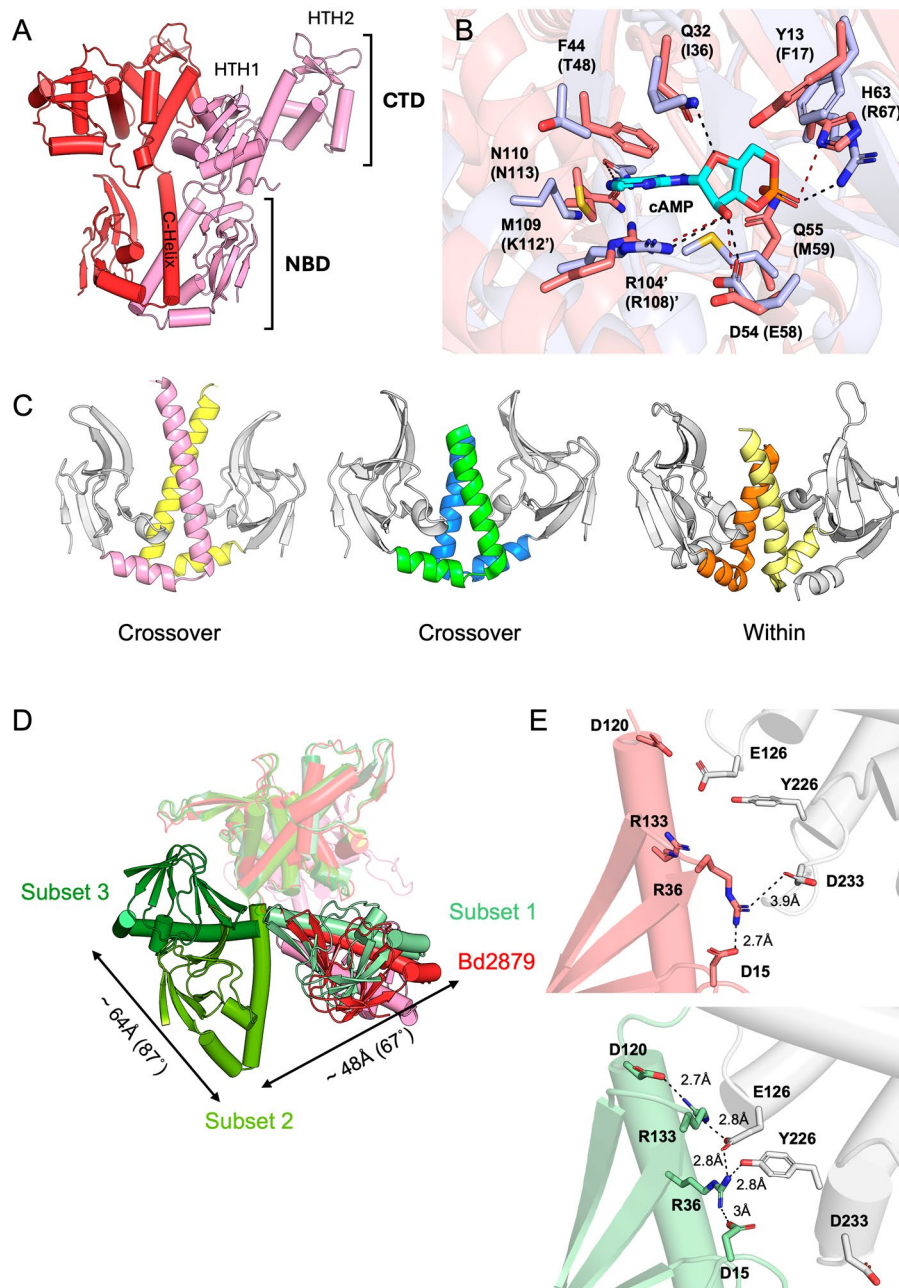 A
HTH2
HTH1
CTD
C-Helix
NBD
B
Q32
(I36)
Y13
(F17)
F44
(T48)
H63
(R67)
N110
(N113)
cAMP
M109
(K112’)
Q55
(M59)
R104’
(R108)’
D54 (E58)
C
Crossover
Crossover
Within
D
Subset 3
Subset 1
Bd2879
~ 64Å (87˚)
~ 48Å (67˚)
Subset 2
E
D120
E126
Y226
R133
R36
D233
3.9Å
2.7Å
D15
D120
E126
2.7Å
2.8Å
R133
Y226
2.8Å
2.8Å
R36
3Å
D233
D15